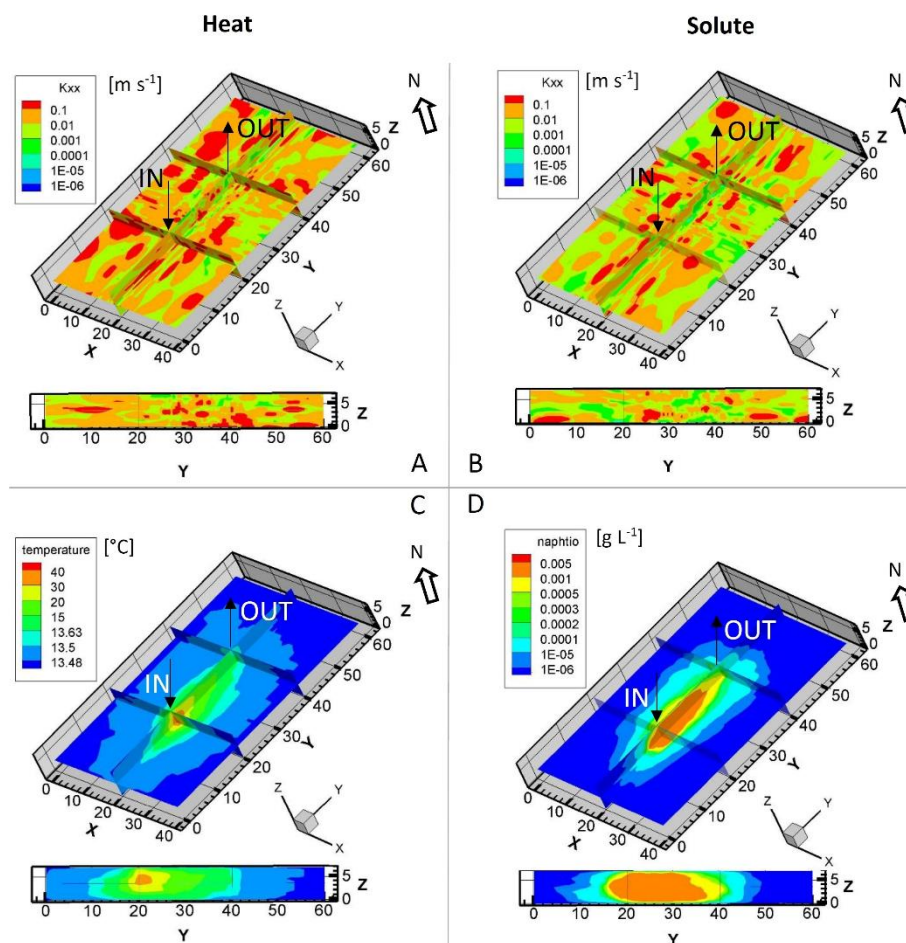 Heat
Solute
Kxx [m s⁻¹]
0.1
0.01
0.001
0.0001
1E-05
1E-06
N
IN
OUT
5 Z
0
60
50
40
30
Y
20
10
0
0
10
20
X
30
40
Z
Y
X
5 Z
0
0 10 20 30 40 50 60
Y
A
Kxx [m s⁻¹]
0.1
0.01
0.001
0.0001
1E-05
1E-06
N
IN
OUT
5 Z
0
60
50
40
30
Y
20
10
0
0
10
20
X
30
40
Z
Y
X
5 Z
0
0 10 20 30 40 50 60
Y
B
C
temperature [°C]
40
30
20
15
13.63
13.5
13.48
N
IN
OUT
5 Z
0
60
50
40
30
Y
20
10
0
0
10
20
X
30
40
Z
Y
X
5 Z
0
0 10 20 30 40 50 60
Y
D
naphtio [g L⁻¹]
0.005
0.001
0.0005
0.0003
0.0002
0.0001
1E-05
1E-06
N
IN
OUT
5 Z
0
60
50
40
30
Y
20
10
0
0
10
20
X
30
40
Z
Y
X
5 Z
0
0 10 20 30 40 50 60
Y